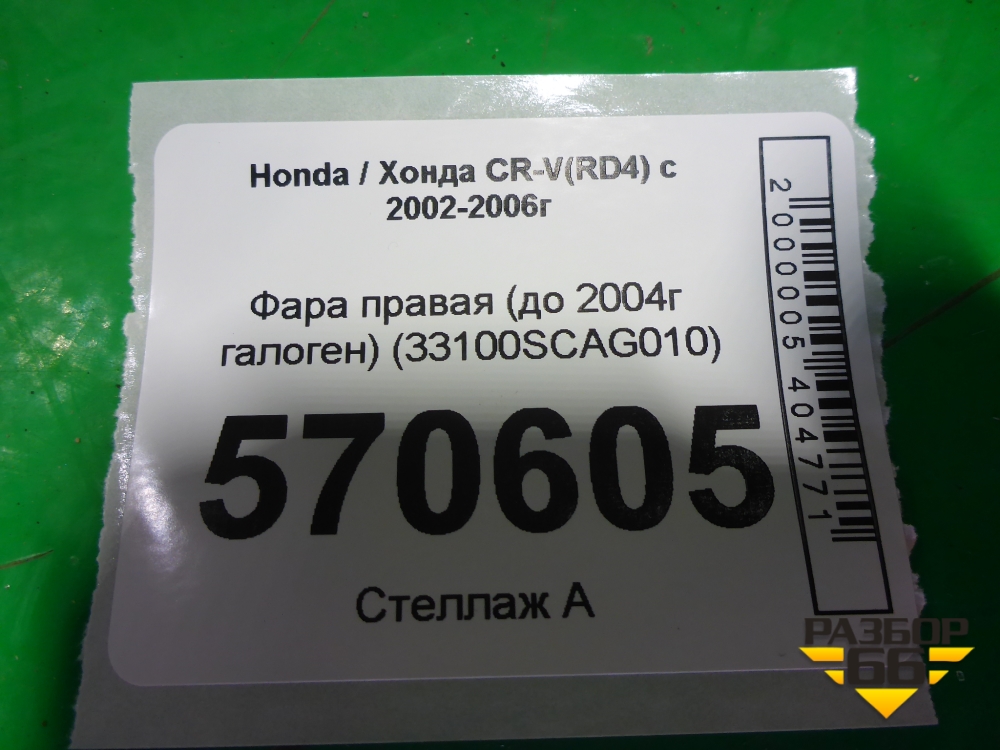 Honda / Хонда CR-V(RD4) с
2002-2006г
Фара правая (до 2004г
галоген) (33100SCAG010)
570605
Стеллаж А
2000005404771
РАЗБОР
66